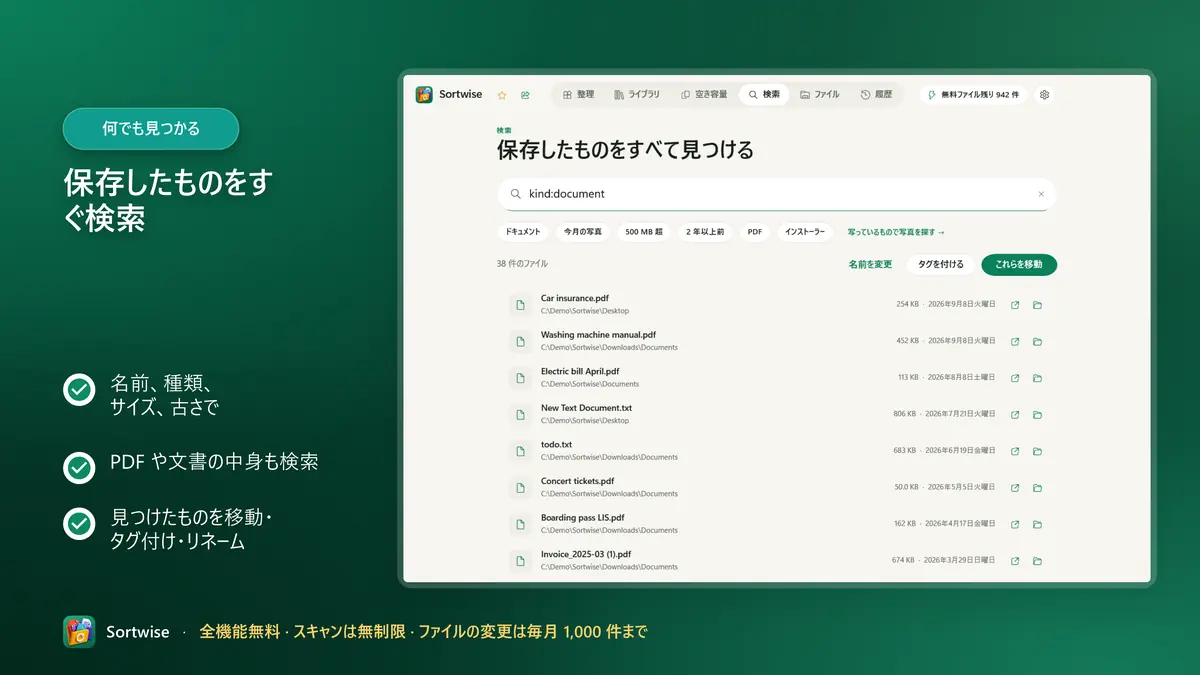 何でも見つかる
保存したものをす
ぐ検索
名前、種類、
サイズ、古さで
PDF や文書の中身も検索
見つけたものを移動・
タグ付け・リネーム
Sortwise · 全機能無料 · スキャンは無制限 · ファイルの変更は毎月 1,000 件まで
Sortwise 整理 ライブラリ 空き容量 検索 ファイル 履歴 無料ファイル残り 942 件
検索
保存したものをすべて見つける
kind:document
ドキュメント 今月の写真 500 MB 超 2 年以上前 PDF インストーラー 写っているもので写真を探す →
38 件のファイル 名前を変更 タグを付ける これらを移動
Car insurance.pdf
C:\Demo\Sortwise\Desktop
254 KB · 2026年9月8日火曜日
Washing machine manual.pdf
C:\Demo\Sortwise\Downloads\Documents
452 KB · 2026年9月8日火曜日
Electric bill April.pdf
C:\Demo\Sortwise\Documents
113 KB · 2026年8月8日土曜日
New Text Document.txt
C:\Demo\Sortwise\Desktop
806 KB · 2026年7月21日火曜日
todo.txt
C:\Demo\Sortwise\Downloads\Documents
683 KB · 2026年6月19日金曜日
Concert tickets.pdf
C:\Demo\Sortwise\Downloads\Documents
50.0 KB · 2026年5月5日火曜日
Boarding pass LIS.pdf
C:\Demo\Sortwise\Downloads\Documents
162 KB · 2026年4月17日金曜日
Invoice_2025-03 (1).pdf
C:\Demo\Sortwise\Downloads\Documents
674 KB · 2026年3月29日日曜日